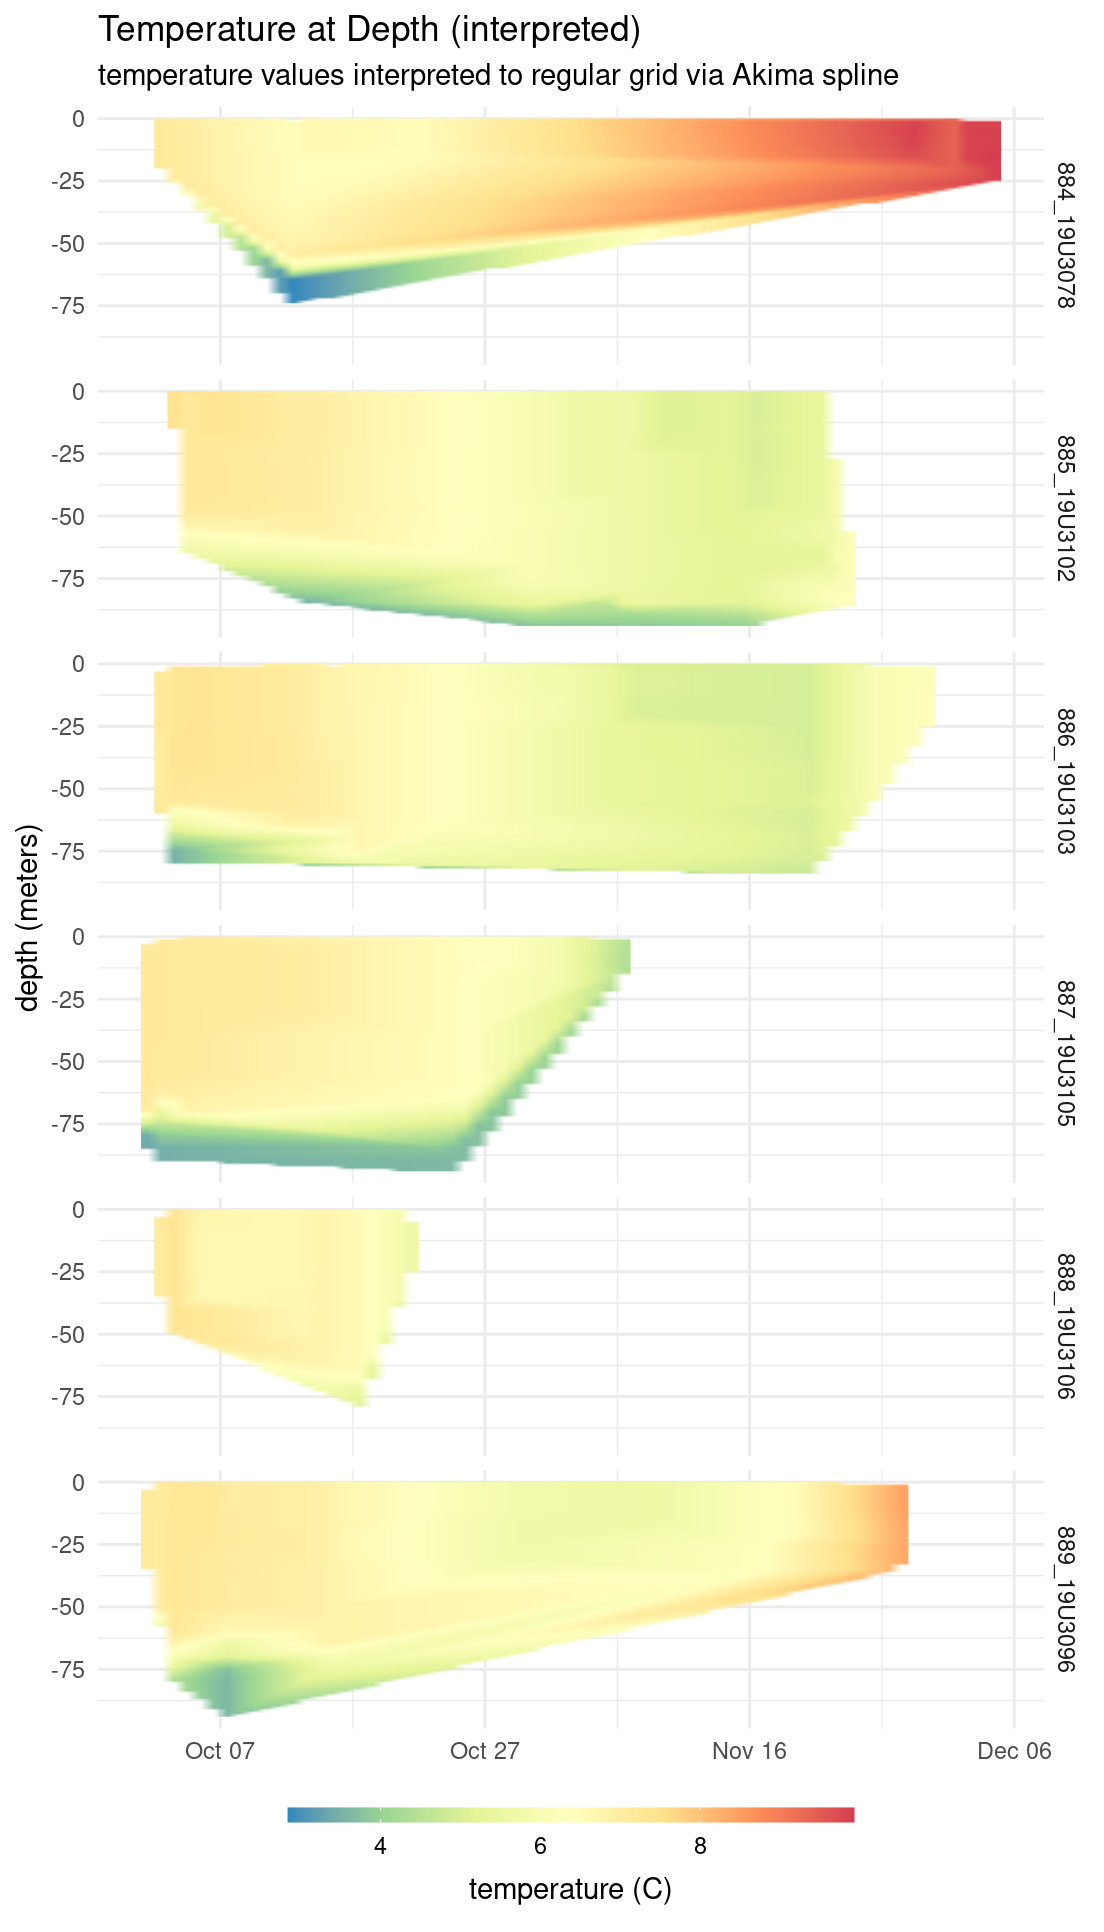 Temperature at Depth (interpreted)
temperature values interpreted to regular grid via Akima spline
depth (meters)
0
-25
-50
-75
884_19U3078
0
-25
-50
-75
885_19U3102
0
-25
-50
-75
886_19U3103
0
-25
-50
-75
887_19U3105
0
-25
-50
-75
888_19U3106
0
-25
-50
-75
889_19U3096
Oct 07 Oct 27 Nov 16 Dec 06
4 6 8
temperature (C)